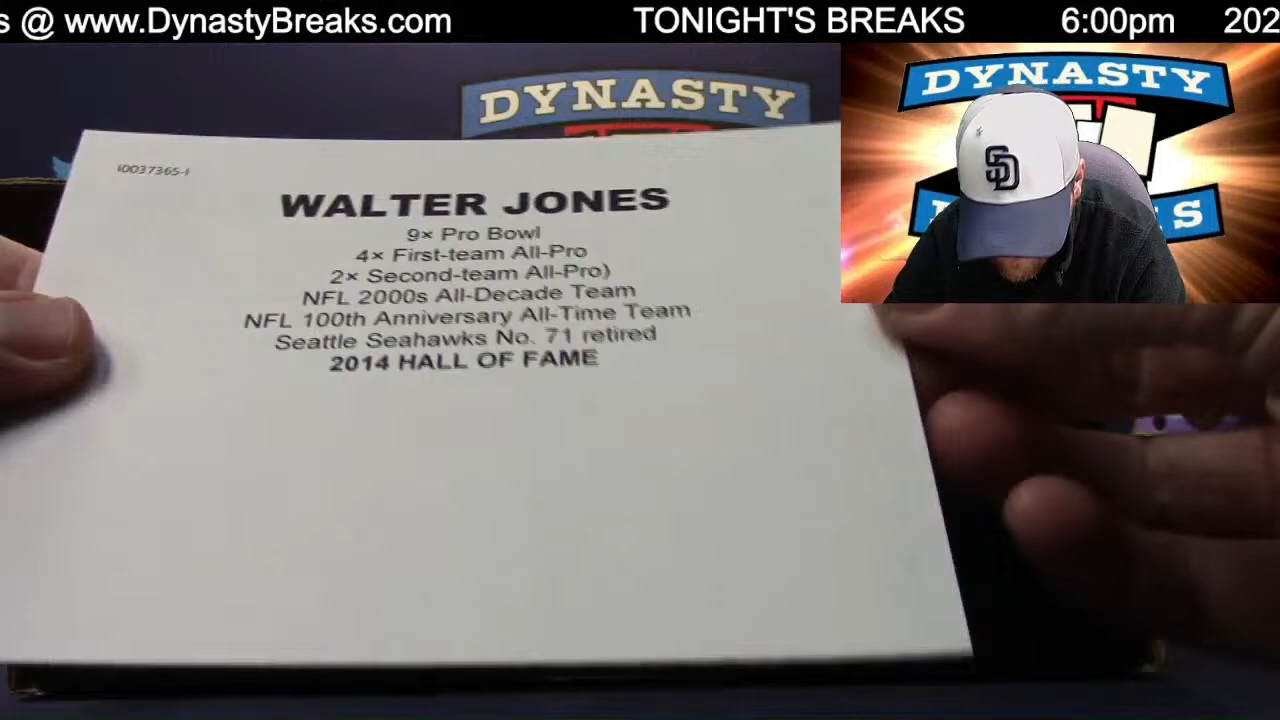 s @ www.DynastyBreaks.com TONIGHT'S BREAKS 6:00pm 202
DYNASTY
DYNASTY
SD
S
I0037365-I
WALTER JONES
9× Pro Bowl
4× First-team All-Pro
2× Second-team All-Pro)
NFL 2000s All-Decade Team
NFL 100th Anniversary All-Time Team
Seattle Seahawks No. 71 retired
2014 HALL OF FAME